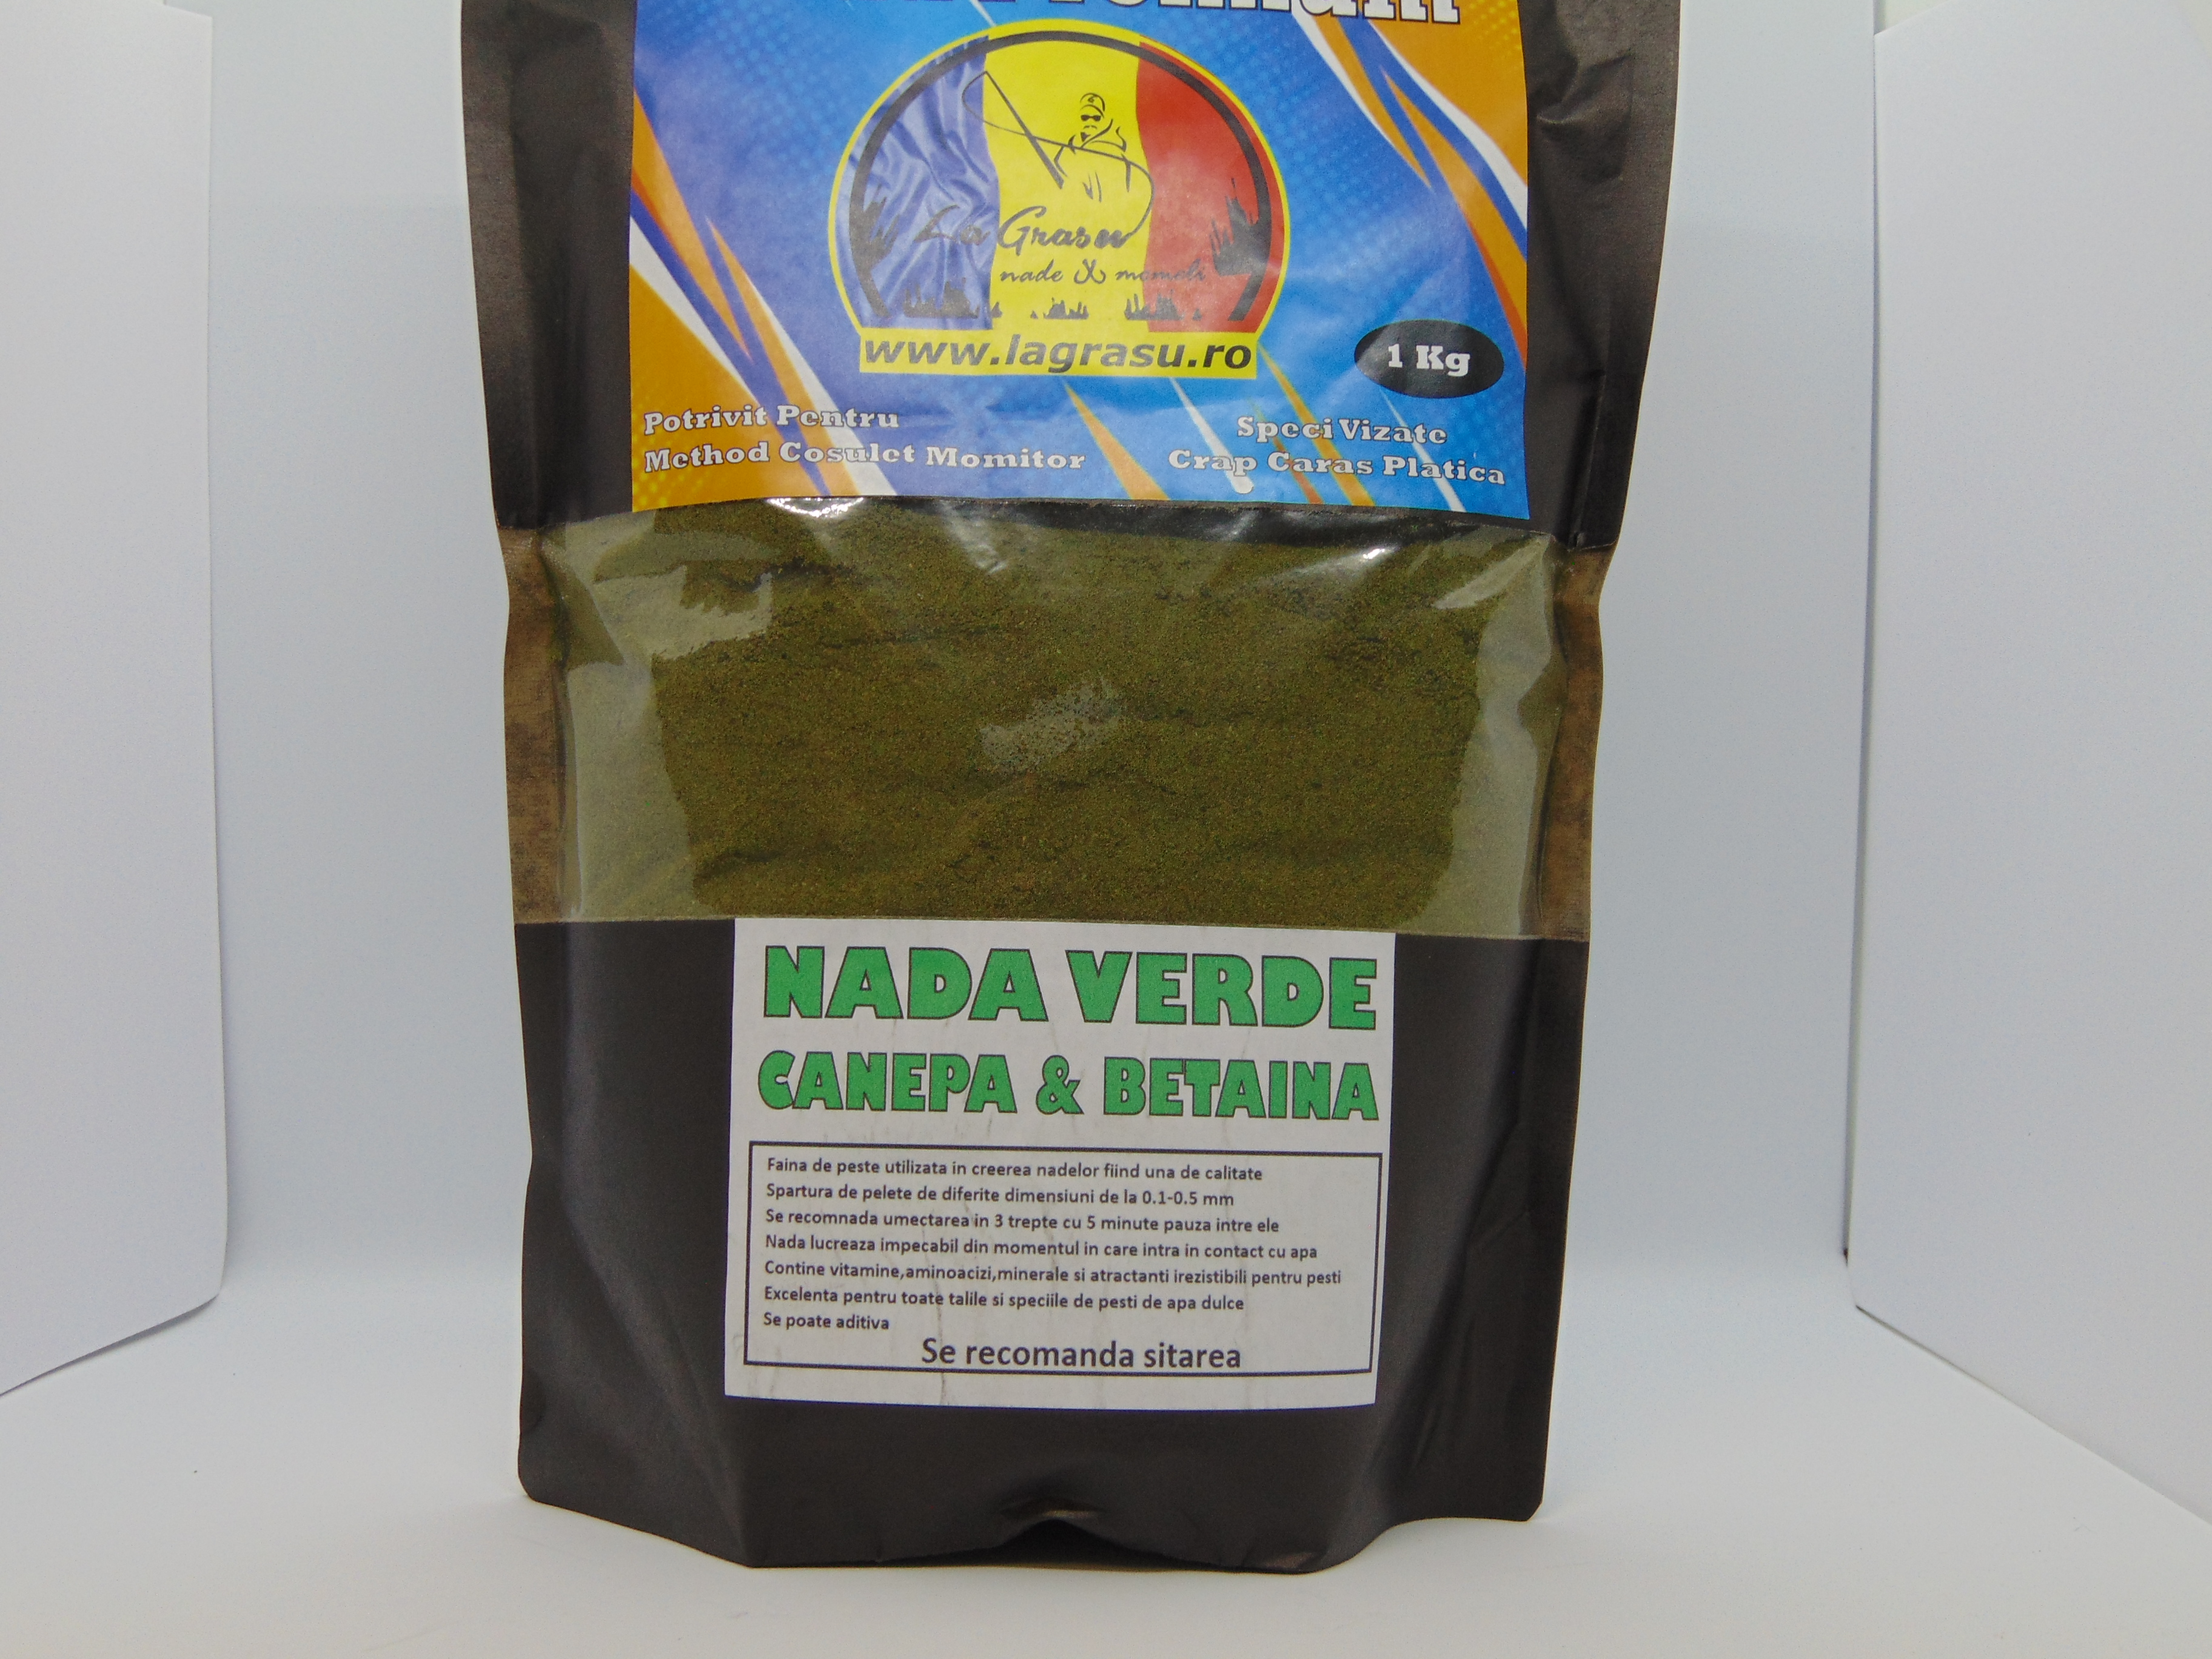 La Grasu
nade & momeli
www.lagrasu.ro
1 Kg
Potrivit Pentru
Method Cosulet Momitor
Speci Vizate
Crap Caras Platica
NADA VERDE
CANEPA & BETAINA
Faina de peste utilizata in creerea nadelor fiind una de calitate
Spartura de pelete de diferite dimensiuni de la 0.1-0.5 mm
Se recomnada umectarea in 3 trepte cu 5 minute pauza intre ele
Nada lucreaza impecabil din momentul in care intra in contact cu apa
Contine vitamine,aminoacizi,minerale si atractanti irezistibili pentru pesti
Excelenta pentru toate talile si speciile de pesti de apa dulce
Se poate aditiva
Se recomanda sitarea